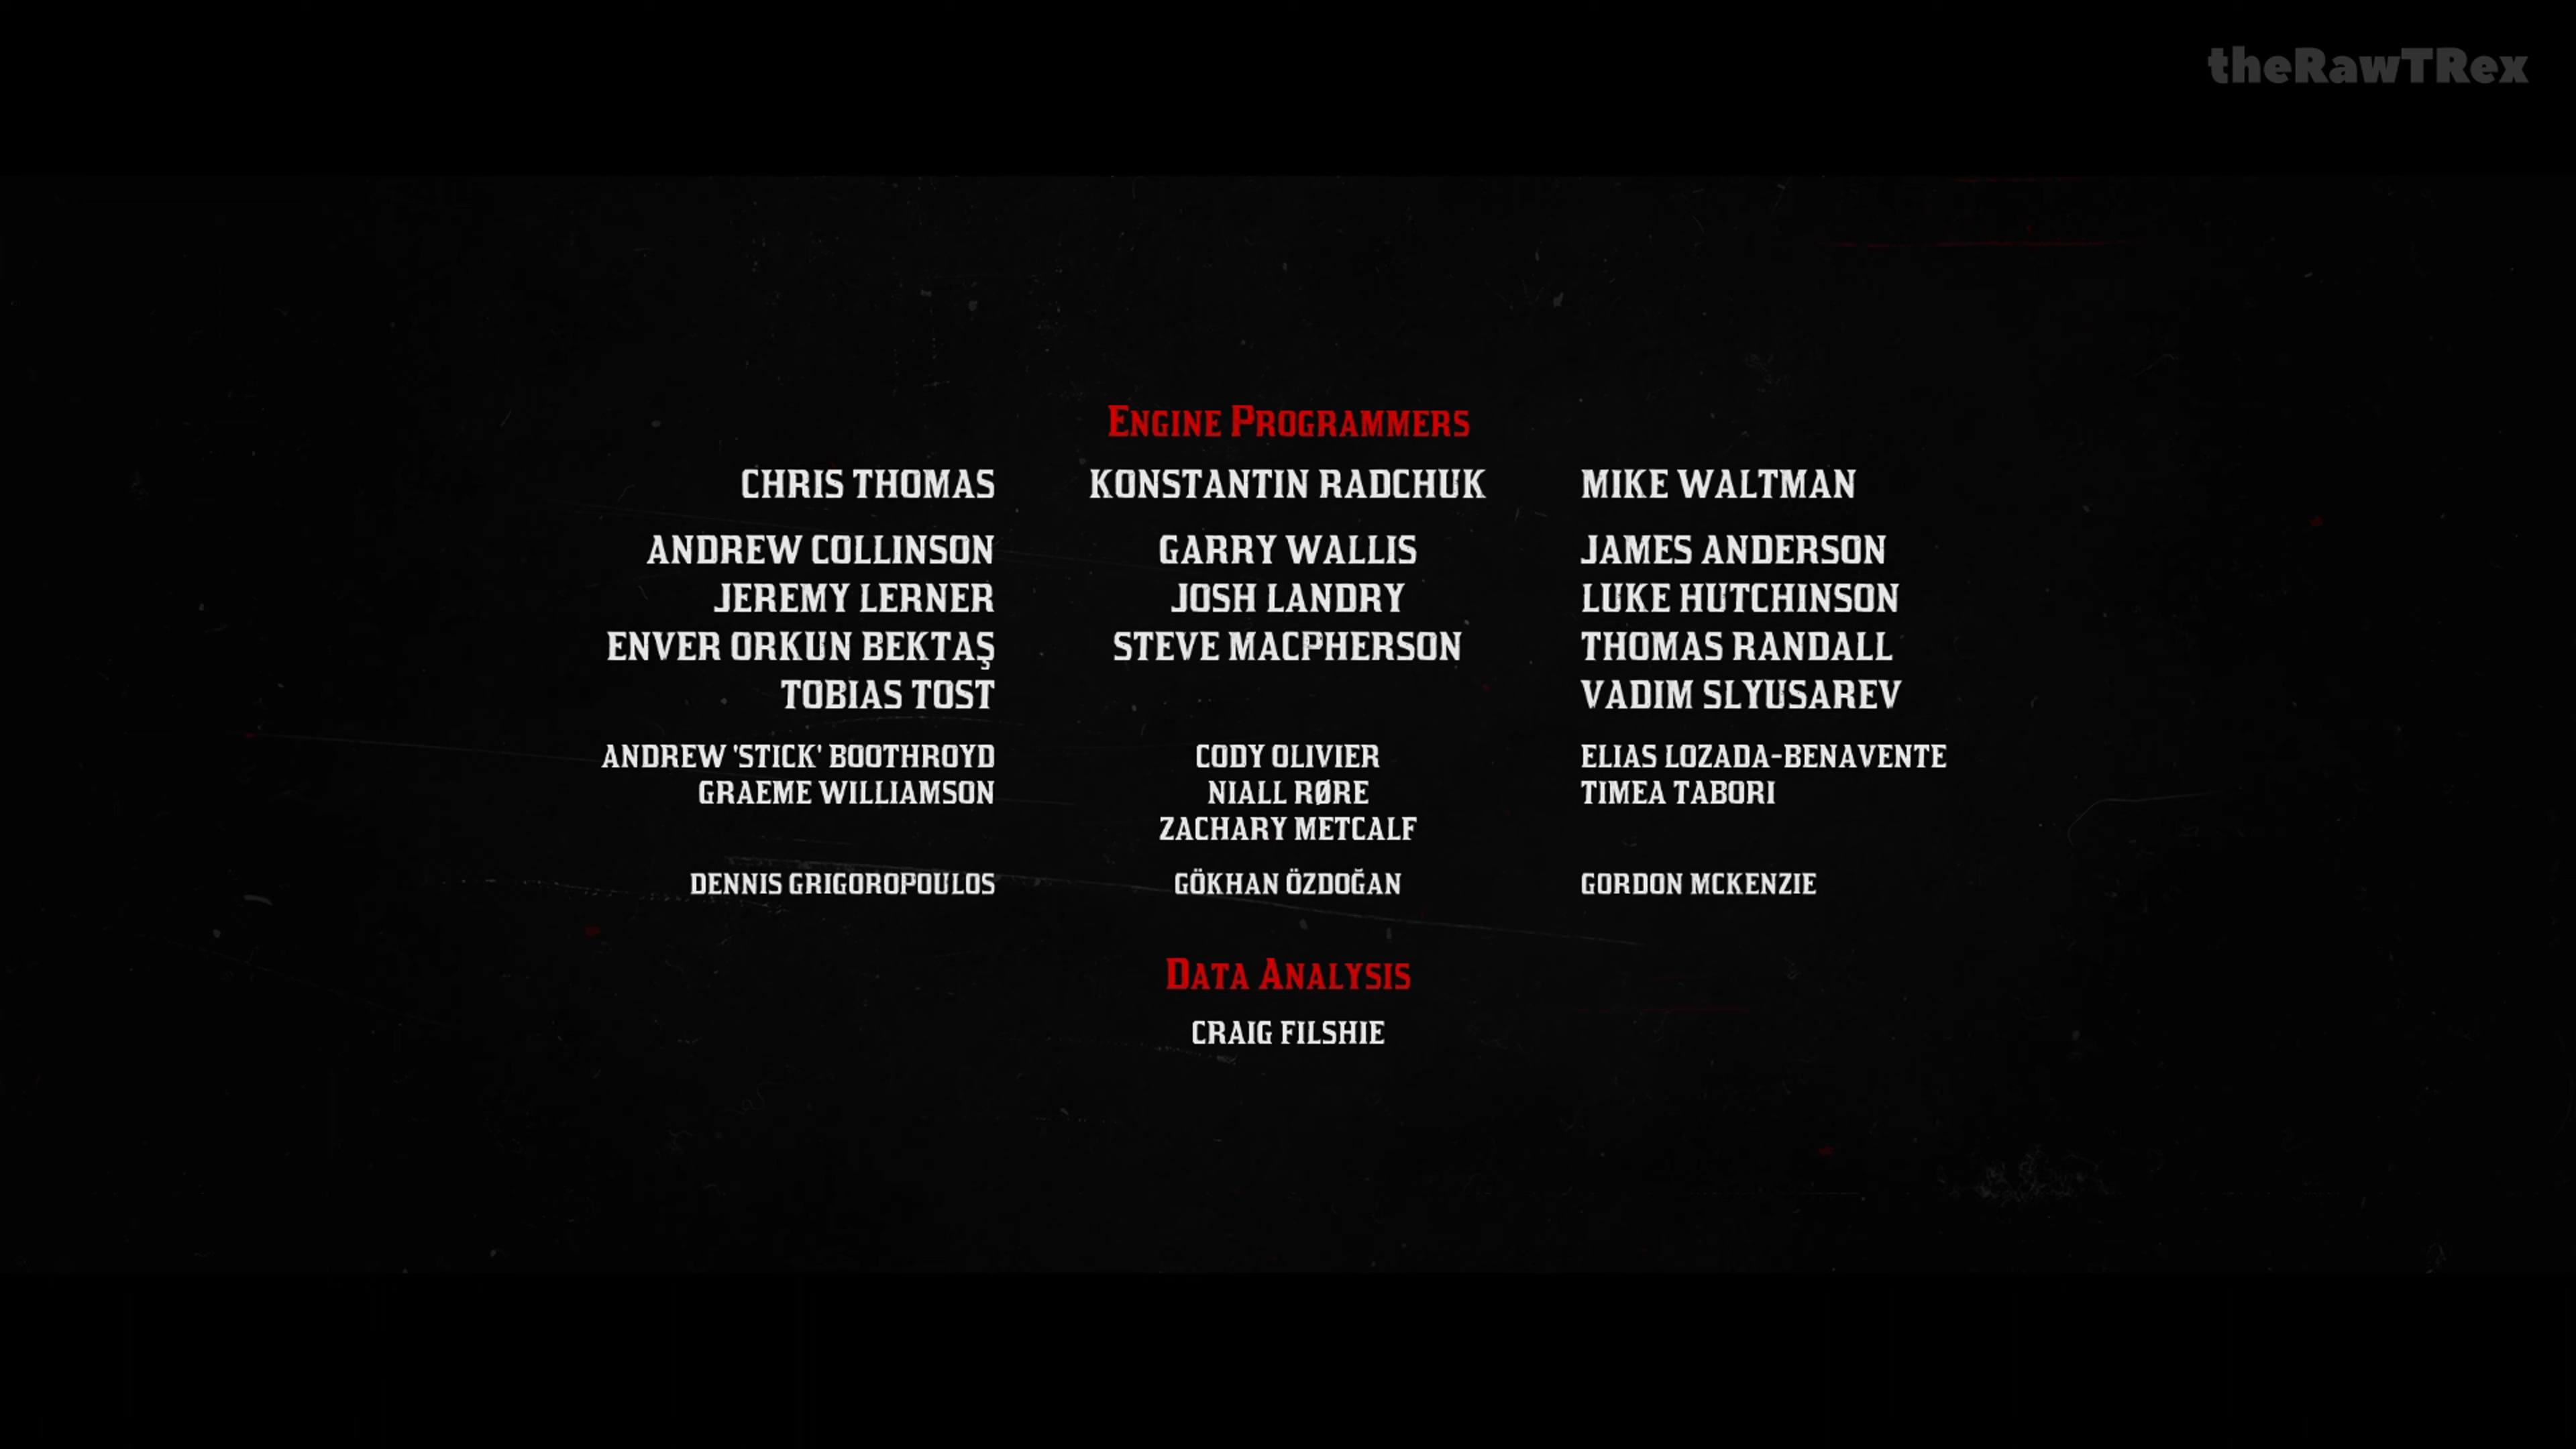 theRawTRex
Engine Programmers
CHRIS THOMAS KONSTANTIN RADCHUK MIKE WALTMAN
ANDREW COLLINSON GARRY WALLIS JAMES ANDERSON
JEREMY LERNER JOSH LANDRY LUKE HUTCHINSON
ENVER ORKUN BEKTAŞ STEVE MACPHERSON THOMAS RANDALL
TOBIAS TOST VADIM SLYUSAREV
ANDREW 'STICK' BOOTHROYD CODY OLIVIER ELIAS LOZADA-BENAVENTE
GRAEME WILLIAMSON NIALL RØRE TIMEA TABORI
ZACHARY METCALF
DENNIS GRIGOROPOULOS GÖKHAN ÖZDOĞAN GORDON MCKENZIE
Data Analysis
CRAIG FILSHIE